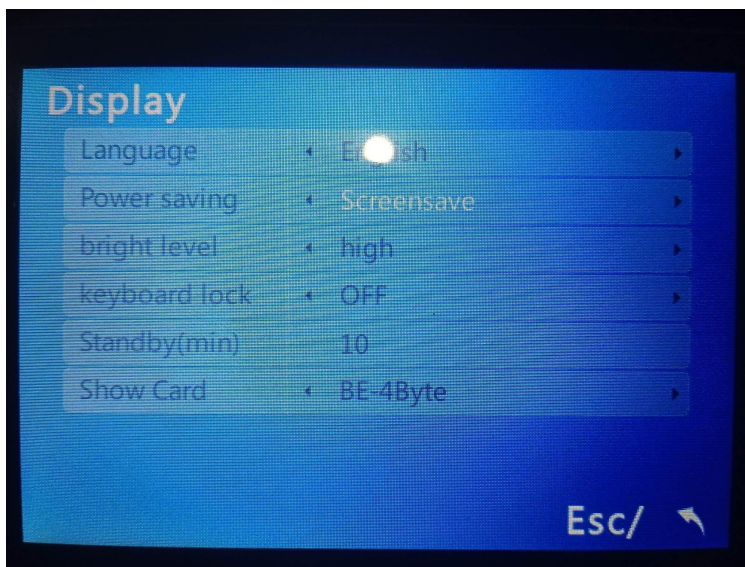 Display
Language English
Power saving Screensave
bright level high
keyboard lock OFF
Standby(min) 10
Show Card BE-4Byte
Esc/